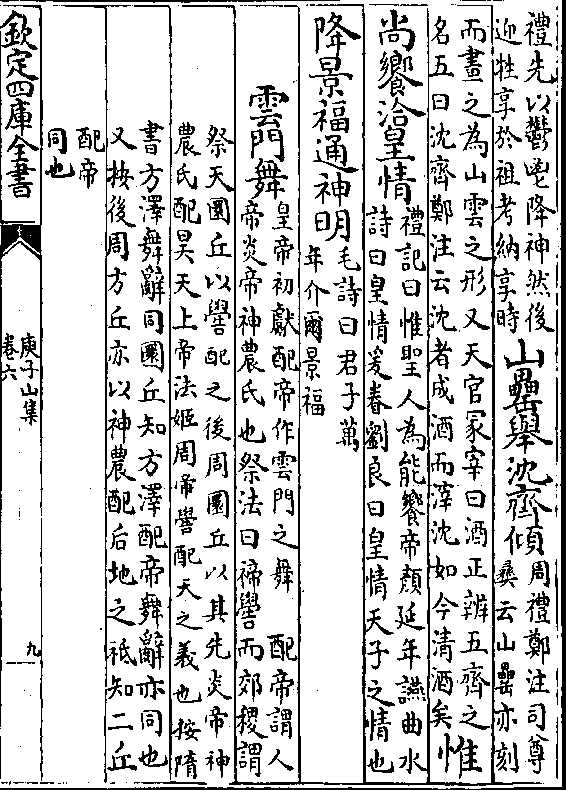 禮先以鬱鬯降神然後
迎牲享於祖考納享時
山罍舉沈齊傾
周禮鄭注司尊
彝云山罍亦刻
而畫之為山雲之形又天官冢宰曰酒正辨五齊之
名五曰沈齊鄭注云沈者成酒而滓沈如今清酒矣
惟
尚饗洽皇情
禮記曰惟聖人為能饗帝顏延年讌曲水
詩曰皇情爰眷劉良曰皇情天子之情也
降景福通神明
毛詩曰君子萬
年介爾景福
雲門舞
皇帝初獻配帝作雲門之舞 配帝謂人
帝炎帝神農氏也祭法曰禘嚳而郊稷謂
祭天圜丘以嚳配之後周圜丘以其先炎帝神
農氏配昊天上帝法姬周帝嚳配天之義也按隋
書方澤舞辭同圜丘知方澤配帝舞辭亦同也
又按後周方丘亦以神農配后地之祇知二丘
配帝
同也
欽定四庫全書
庾子山集
卷六
九